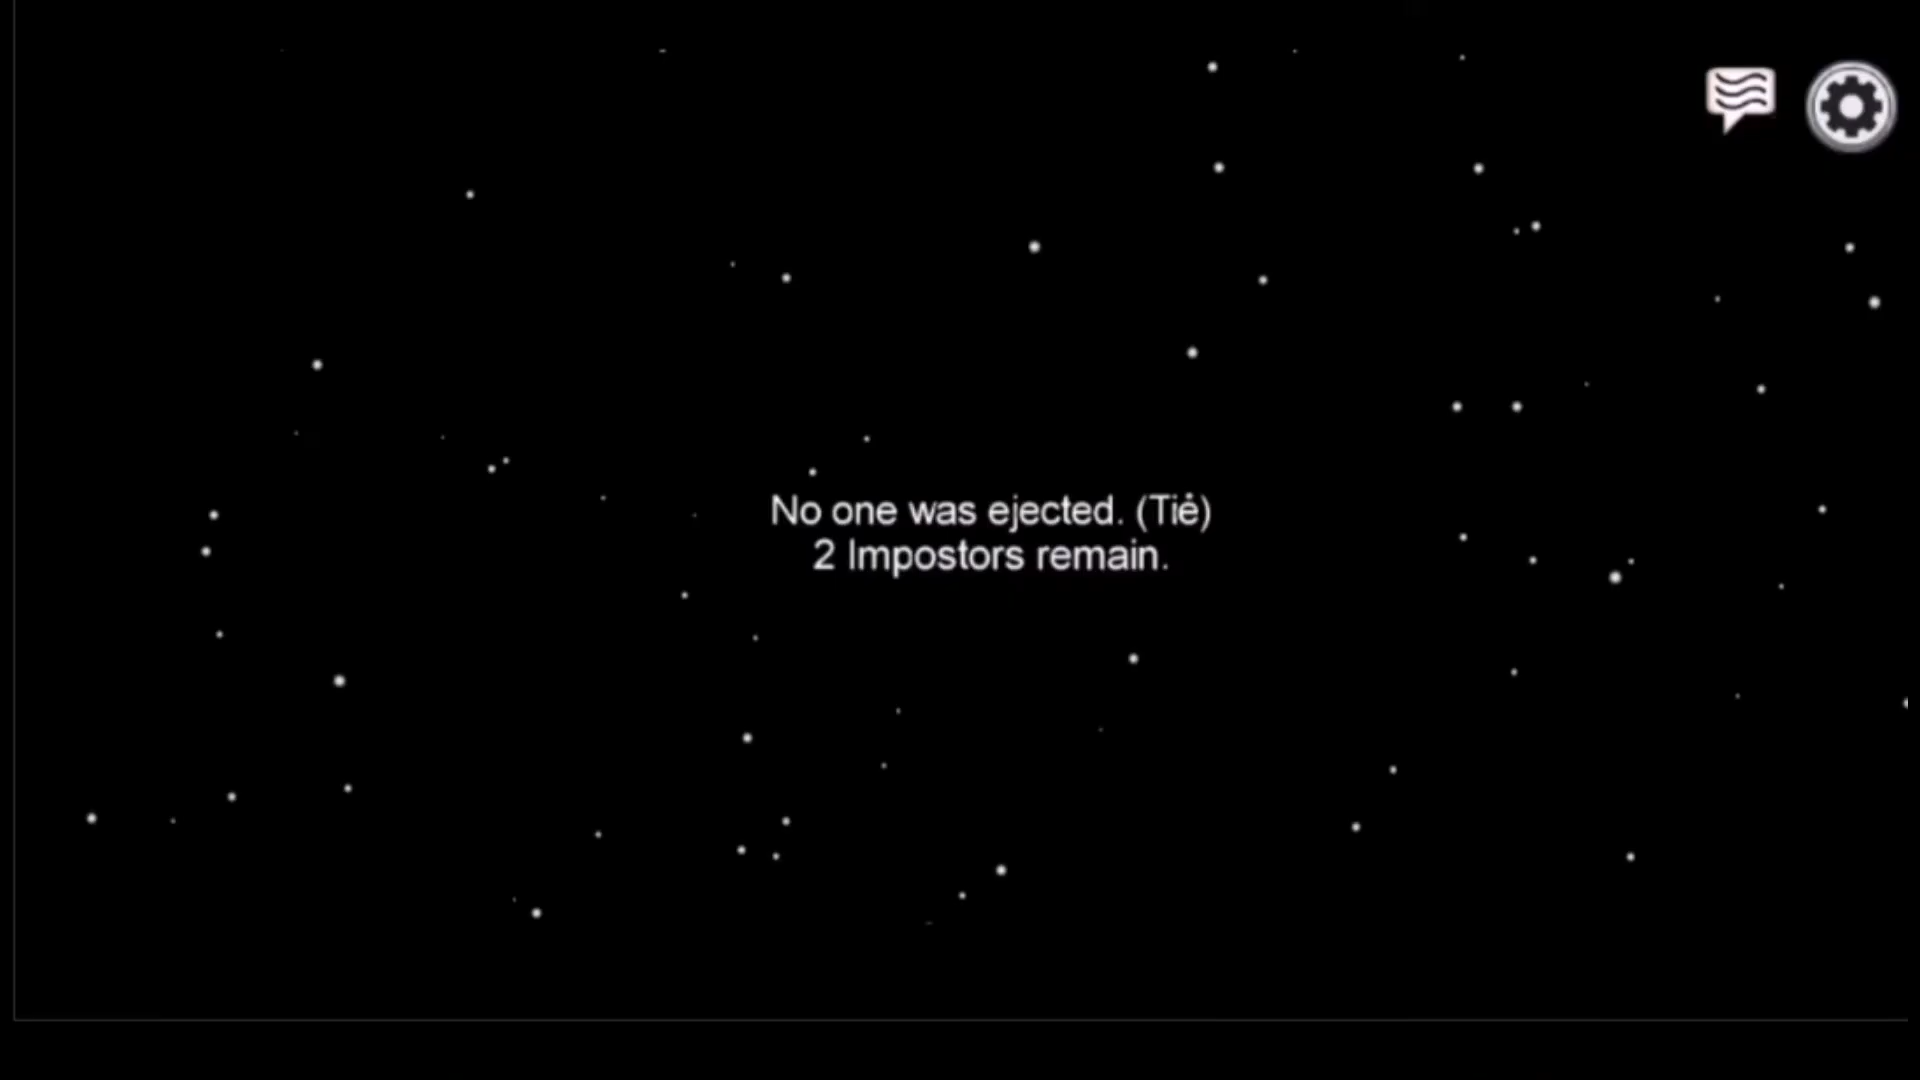 No one was ejected. (Tie)
2 Impostors remain.